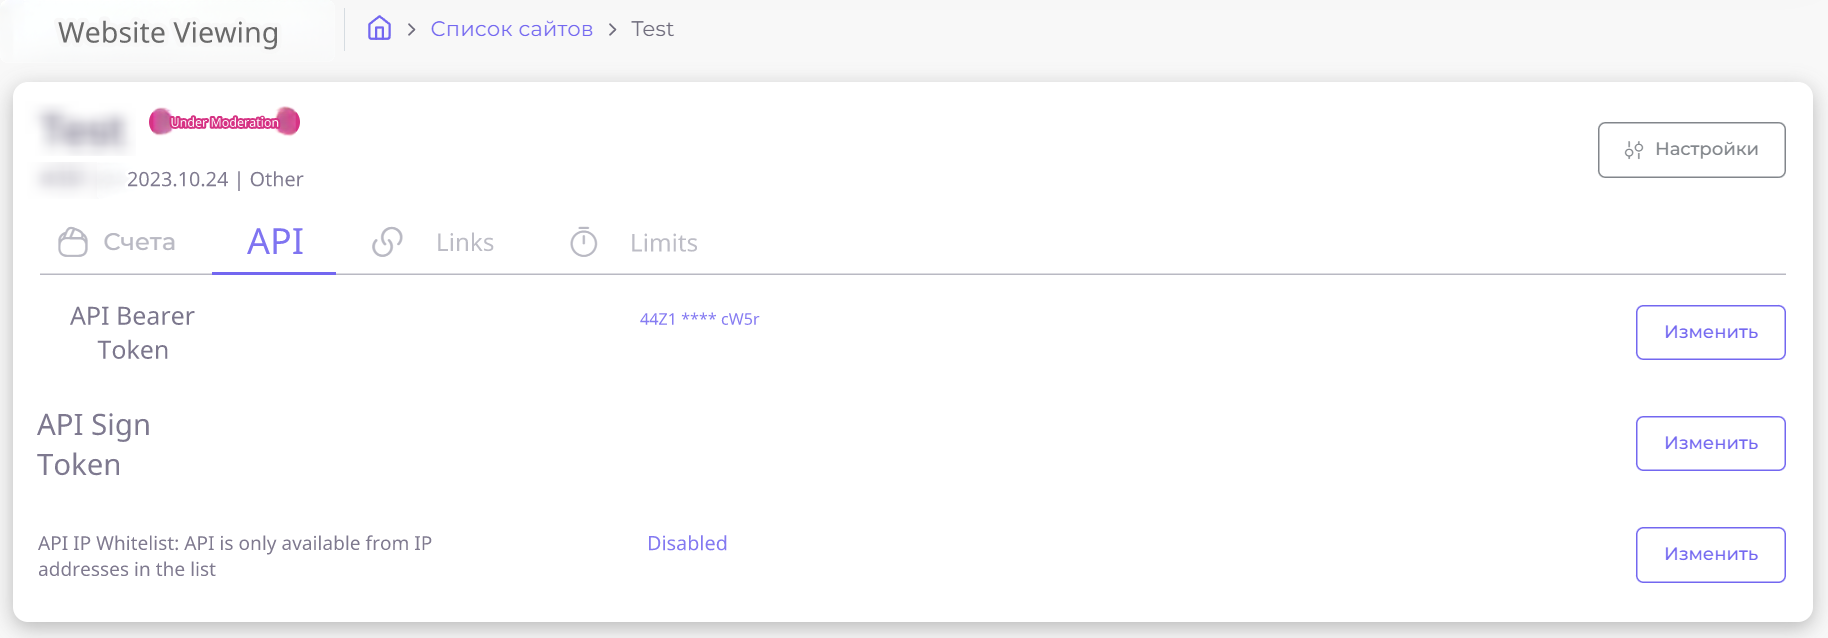 Website Viewing
Список сайтов > Test
Test
Under Moderation
2023.10.24 | Other
Настройки
Счета
API
Links
Limits
API Bearer
Token
44Z1 **** cW5r
Изменить
API Sign
Token
Изменить
API IP Whitelist: API is only available from IP
addresses in the list
Disabled
Изменить